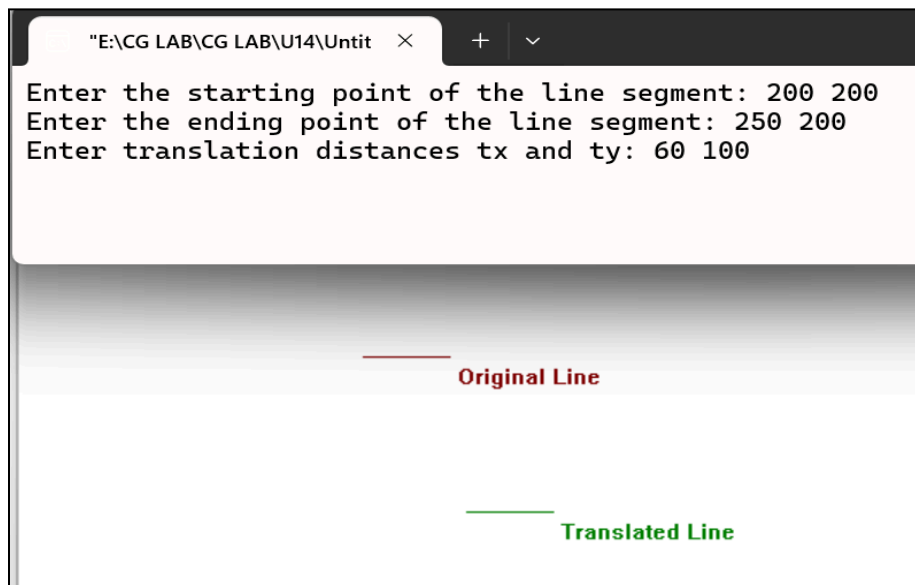 "E:\CG LAB\CG LAB\U14\Untit
Enter the starting point of the line segment: 200 200
Enter the ending point of the line segment: 250 200
Enter translation distances tx and ty: 60 100
Original Line
Translated Line